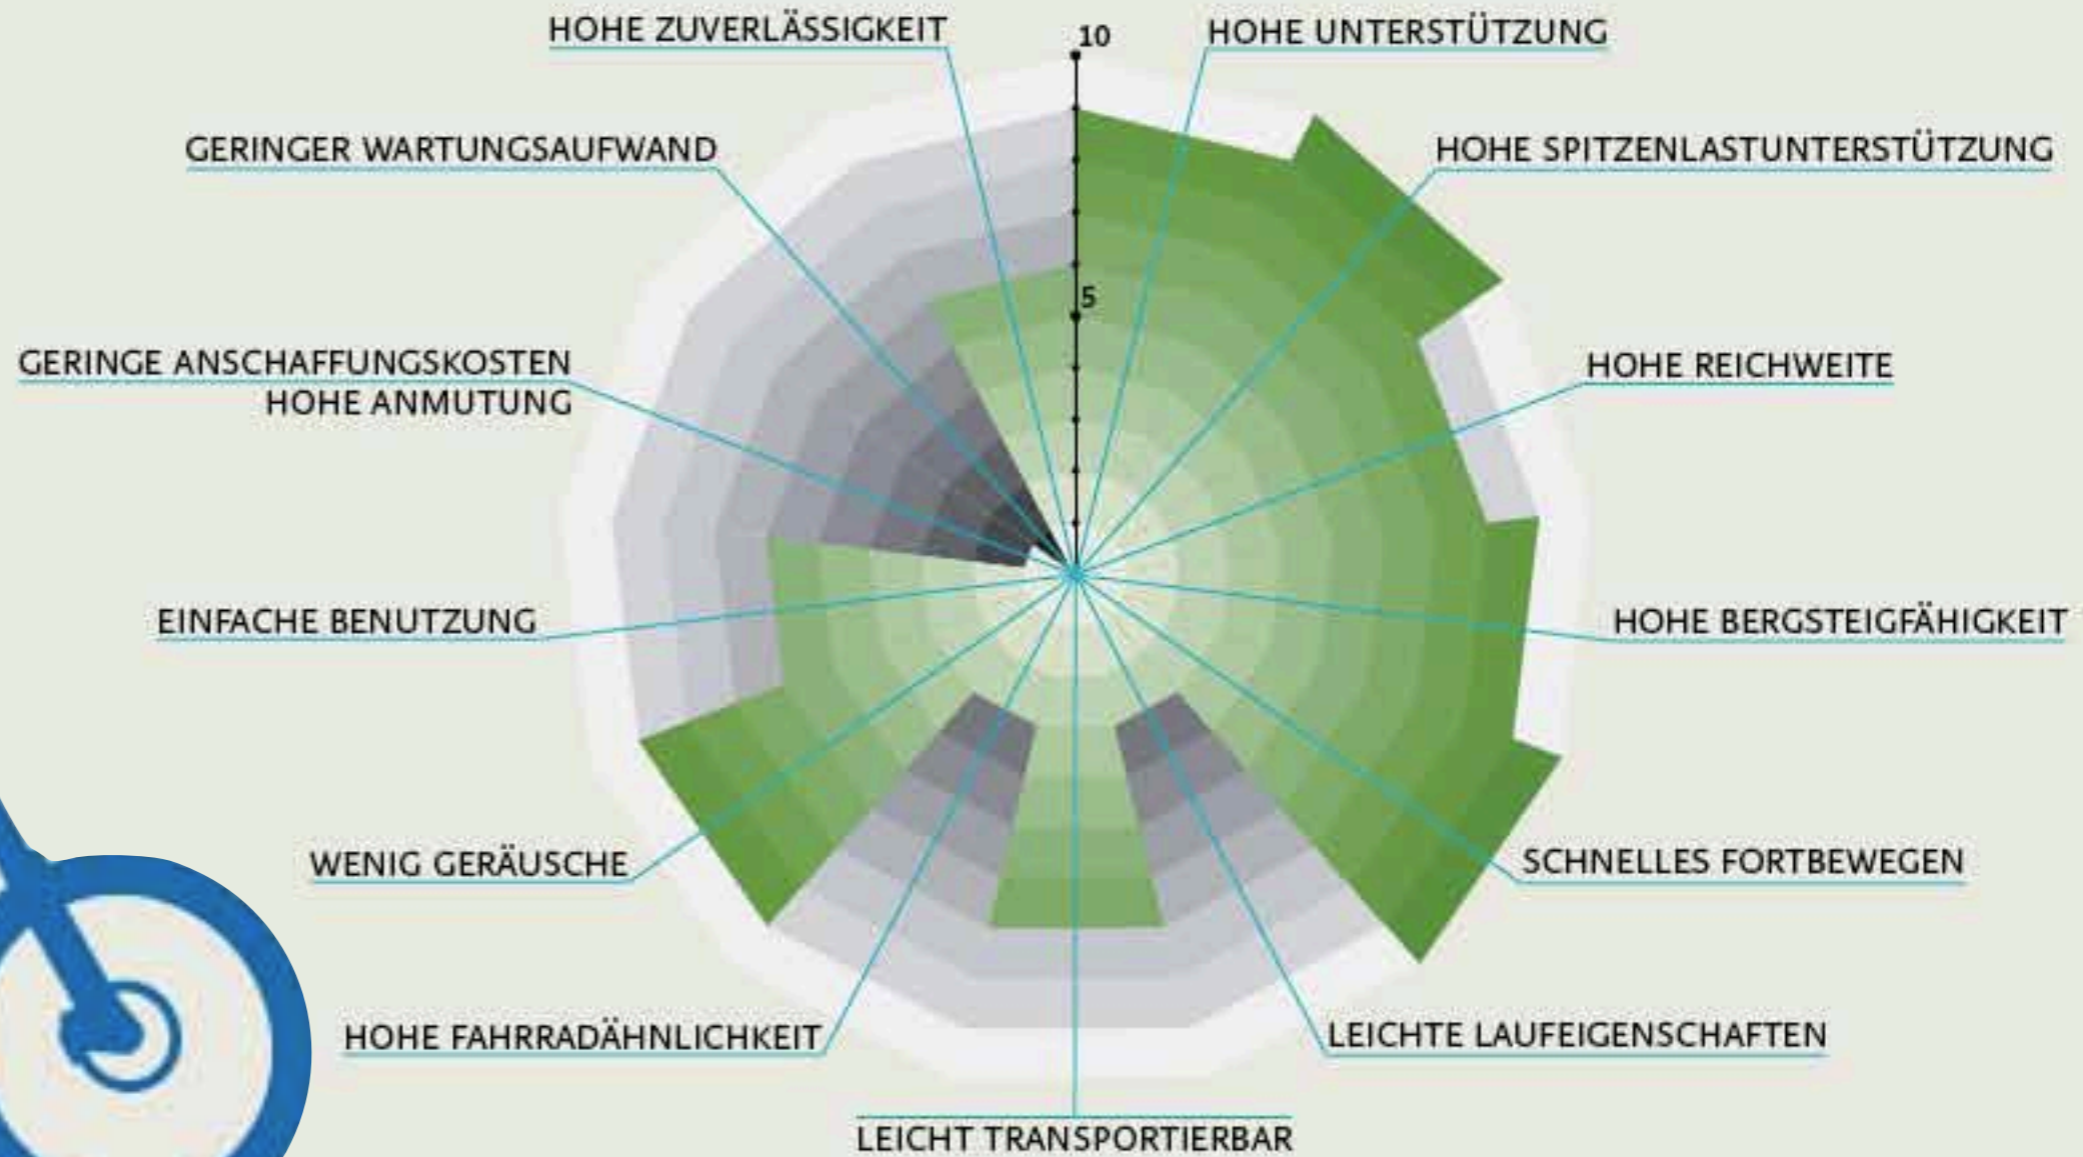 HOHE ZUVERLÄSSIGKEIT
10
HOHE UNTERSTÜTZUNG
GERINGER WARTUNGSAUFWAND
HOHE SPITZENLASTUNTERSTÜTZUNG
5
GERINGE ANSCHAFFUNGSKOSTEN
HOHE ANMUTUNG
HOHE REICHWEITE
EINFACHE BENUTZUNG
HOHE BERGSTEIGFÄHIGKEIT
WENIG GERÄUSCHE
SCHNELLES FORTBEWEGEN
HOHE FAHRRADÄHNLICHKEIT
LEICHTE LAUFEIGENSCHAFTEN
LEICHT TRANSPORTIERBAR